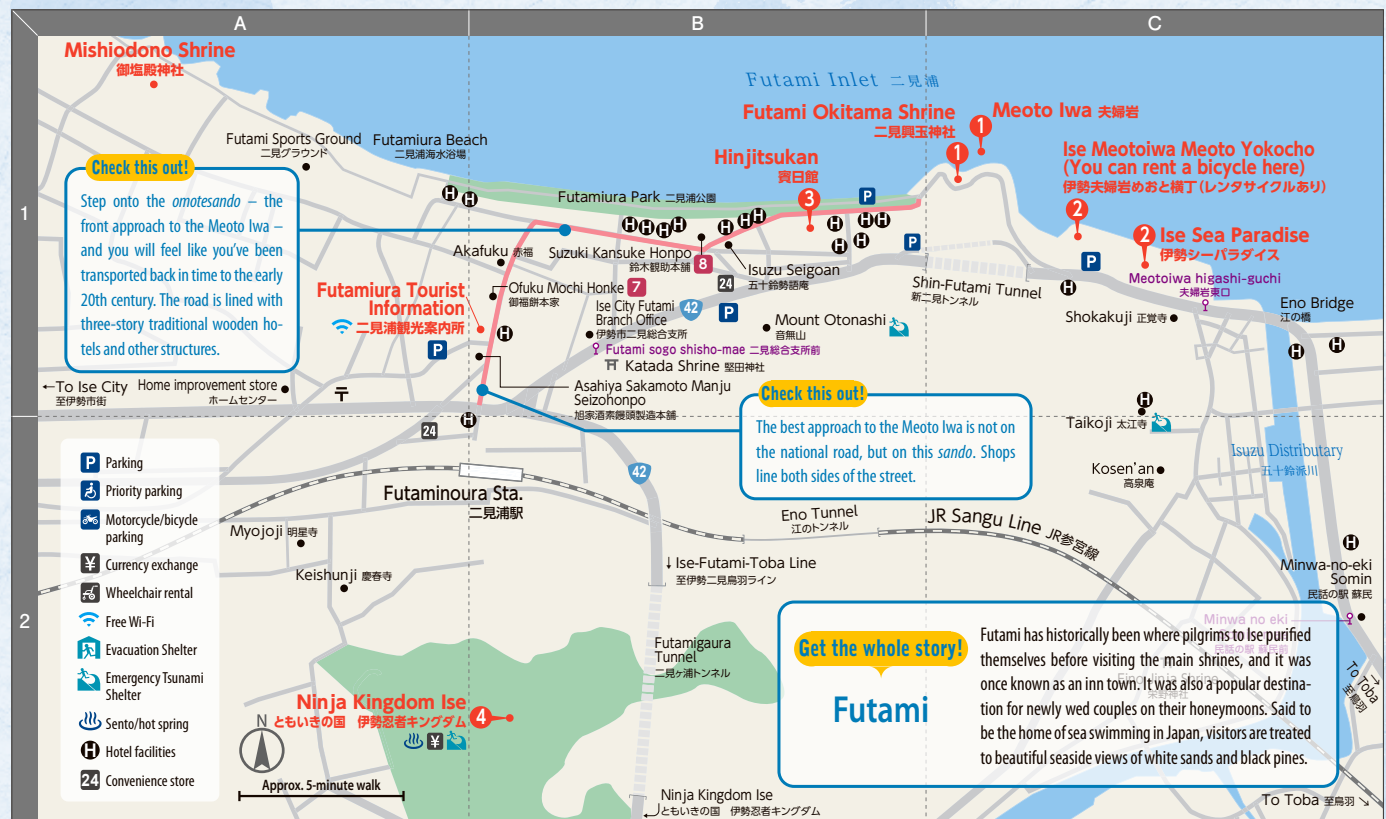 A
B
C
1
2
Mishiodono Shrine
御塩殿神社
Futami Sports Ground
二見グラウンド
Futamiura Beach
二見浦海水浴場
Futami Inlet 二見浦
Futami Okitama Shrine
二見興玉神社
1
Meoto Iwa 夫婦岩
1
Hinjitsukan
賓日館
3
Ise Meotoiwa Meoto Yokocho
(You can rent a bicycle here)
伊勢夫婦岩めおと横丁(レンタサイクルあり)
2
2
Ise Sea Paradise
伊勢シーパラダイス
Meotoiwa higashi-guchi
夫婦岩東口
Eno Bridge
江の橋
Shokakuji 正覚寺
Shin-Futami Tunnel
新二見トンネル
Check this out!
Step onto the omotesando – the
front approach to the Meoto Iwa –
and you will feel like you've been
transported back in time to the early
20th century. The road is lined with
three-story traditional wooden ho-
tels and other structures.
Futamiura Park 二見浦公園
Akafuku 赤福
Suzuki Kansuke Honpo
鈴木観助本舗
8
Isuzu Seigoan
五十鈴勢語庵
Ofuku Mochi Honke 7
御福餅本家
24
Futamiura Tourist
Information
二見浦観光案内所
Ise City Futami
Branch Office
伊勢市二見総合支所
42
P
Mount Otonashi
音無山
Futami sogo shisho-mae 二見総合支所前
Katada Shrine 堅田神社
Asahiya Sakamoto Manju
Seizohonpo
旭家酒素饅頭製造本舗
←To Ise City
至伊勢市街
Home improvement store
ホームセンター
〒
24
Check this out!
The best approach to the Meoto Iwa is not on
the national road, but on this sando. Shops
line both sides of the street.
Taikoji 太江寺
Kosen'an
高泉庵
Isuzu Distributary
五十鈴派川
42
Futaminoura Sta.
二見浦駅
Eno Tunnel
江のトンネル
JR Sangu Line JR参宮線
Myojoji 明星寺
Keishunji 慶春寺
↓Ise-Futami-Toba Line
至伊勢二見鳥羽ライン
Futamigaura
Tunnel
二見ヶ浦トンネル
Minwa-no-eki
Somin
民話の駅 蘇民
Minwa no eki
民話の駅 蘇民前
To Toba→
至鳥羽
Ninja Kingdom Ise
ともいきの国 伊勢忍者キングダム
4
P Parking
Priority parking
Motorcycle/bicycle
parking
¥ Currency exchange
Wheelchair rental
Free Wi-Fi
Evacuation Shelter
Emergency Tsunami
Shelter
Sento/hot spring
H Hotel facilities
24 Convenience store
N
Approx. 5-minute walk
Get the whole story!
Futami
Futami has historically been where pilgrims to Ise purified
themselves before visiting the main shrines, and it was
once known as an inn town. It was also a popular destina-
tion for newly wed couples on their honeymoons. Said to
be the home of sea swimming in Japan, visitors are treated
to beautiful seaside views of white sands and black pines.
Ninja Kingdom Ise
ともいきの国 伊勢忍者キングダム
To Toba 至鳥羽